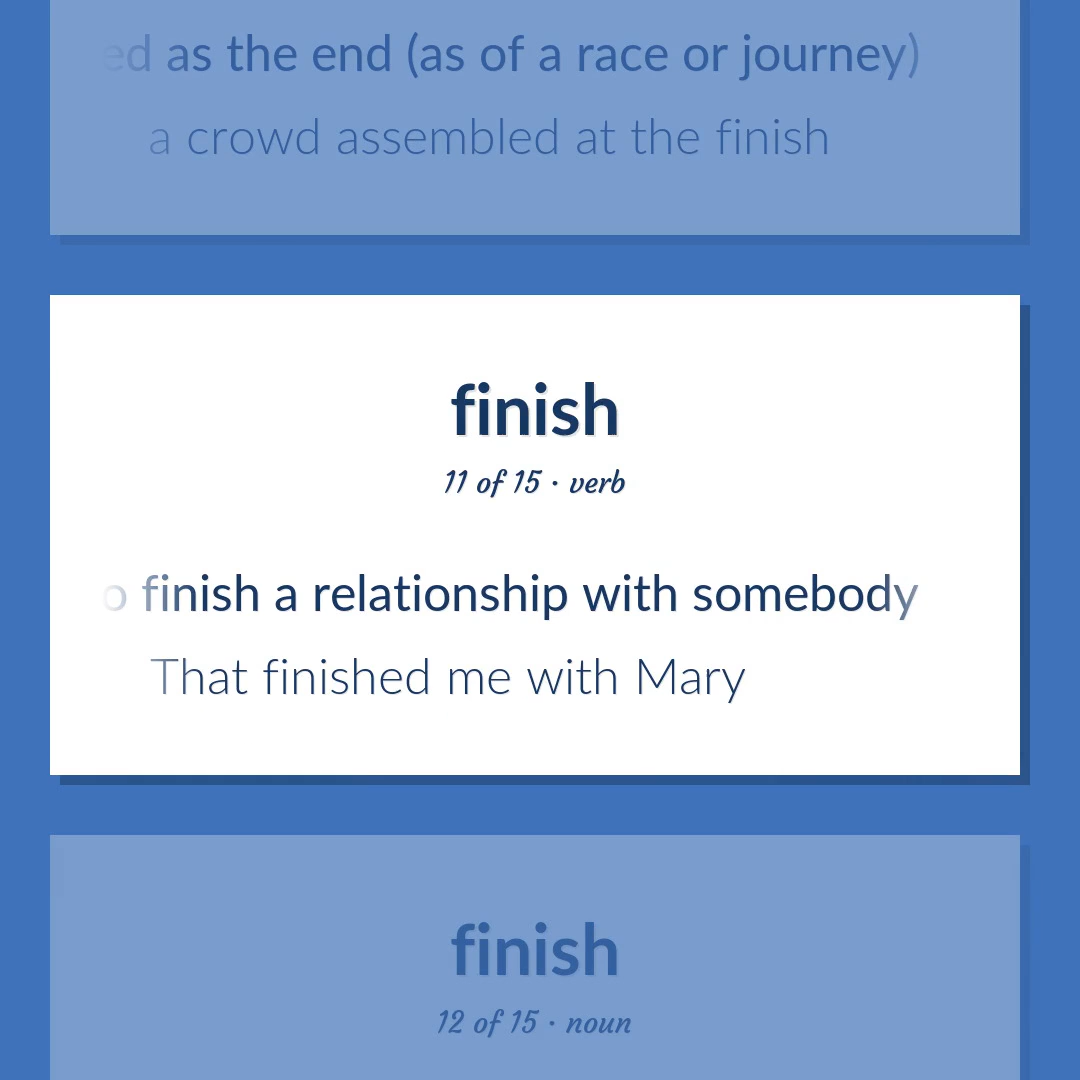 ed as the end (as of a race or journey)
a crowd assembled at the finish
finish
11 of 15 · verb
o finish a relationship with somebody
That finished me with Mary
finish
12 of 15 · noun